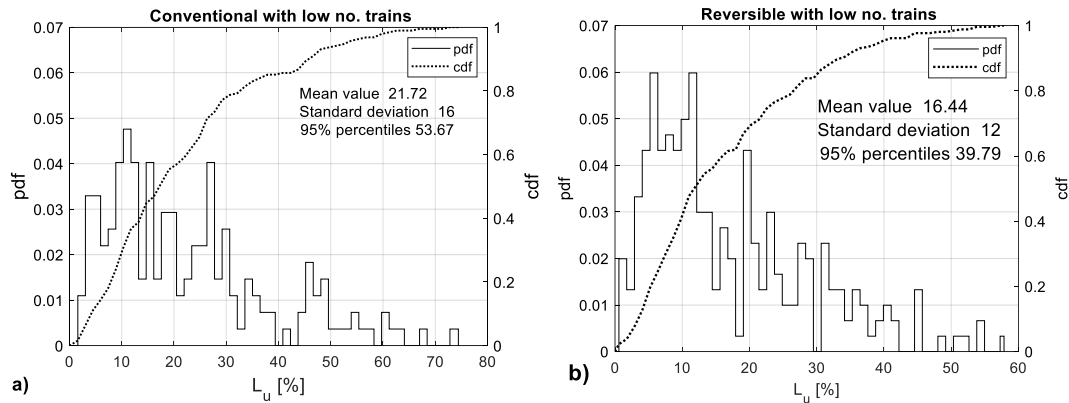 Conventional with low no. trains
0.07
0.06
0.05
0.04
0.03
0.02
0.01
0
pdf
pdf
cdf
Mean value 21.72
Standard deviation 16
95% percentiles 53.67
1
0.8
0.6
0.4
0.2
0
cdf
0 10 20 30 40 50 60 70 80
L_u [%]
a)
Reversible with low no. trains
0.07
0.06
0.05
0.04
0.03
0.02
0.01
0
pdf
pdf
cdf
Mean value 16.44
Standard deviation 12
95% percentiles 39.79
1
0.8
0.6
0.4
0.2
0
cdf
0 10 20 30 40 50 60
L_u [%]
b)